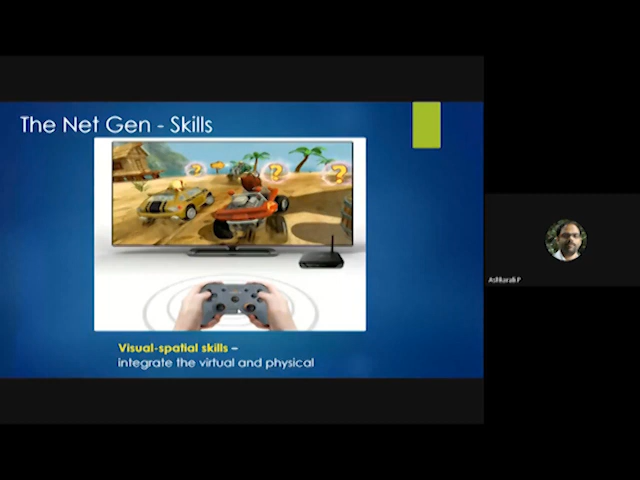 The Net Gen - Skills
? ? ?
Visual-spatial skills –
integrate the virtual and physical